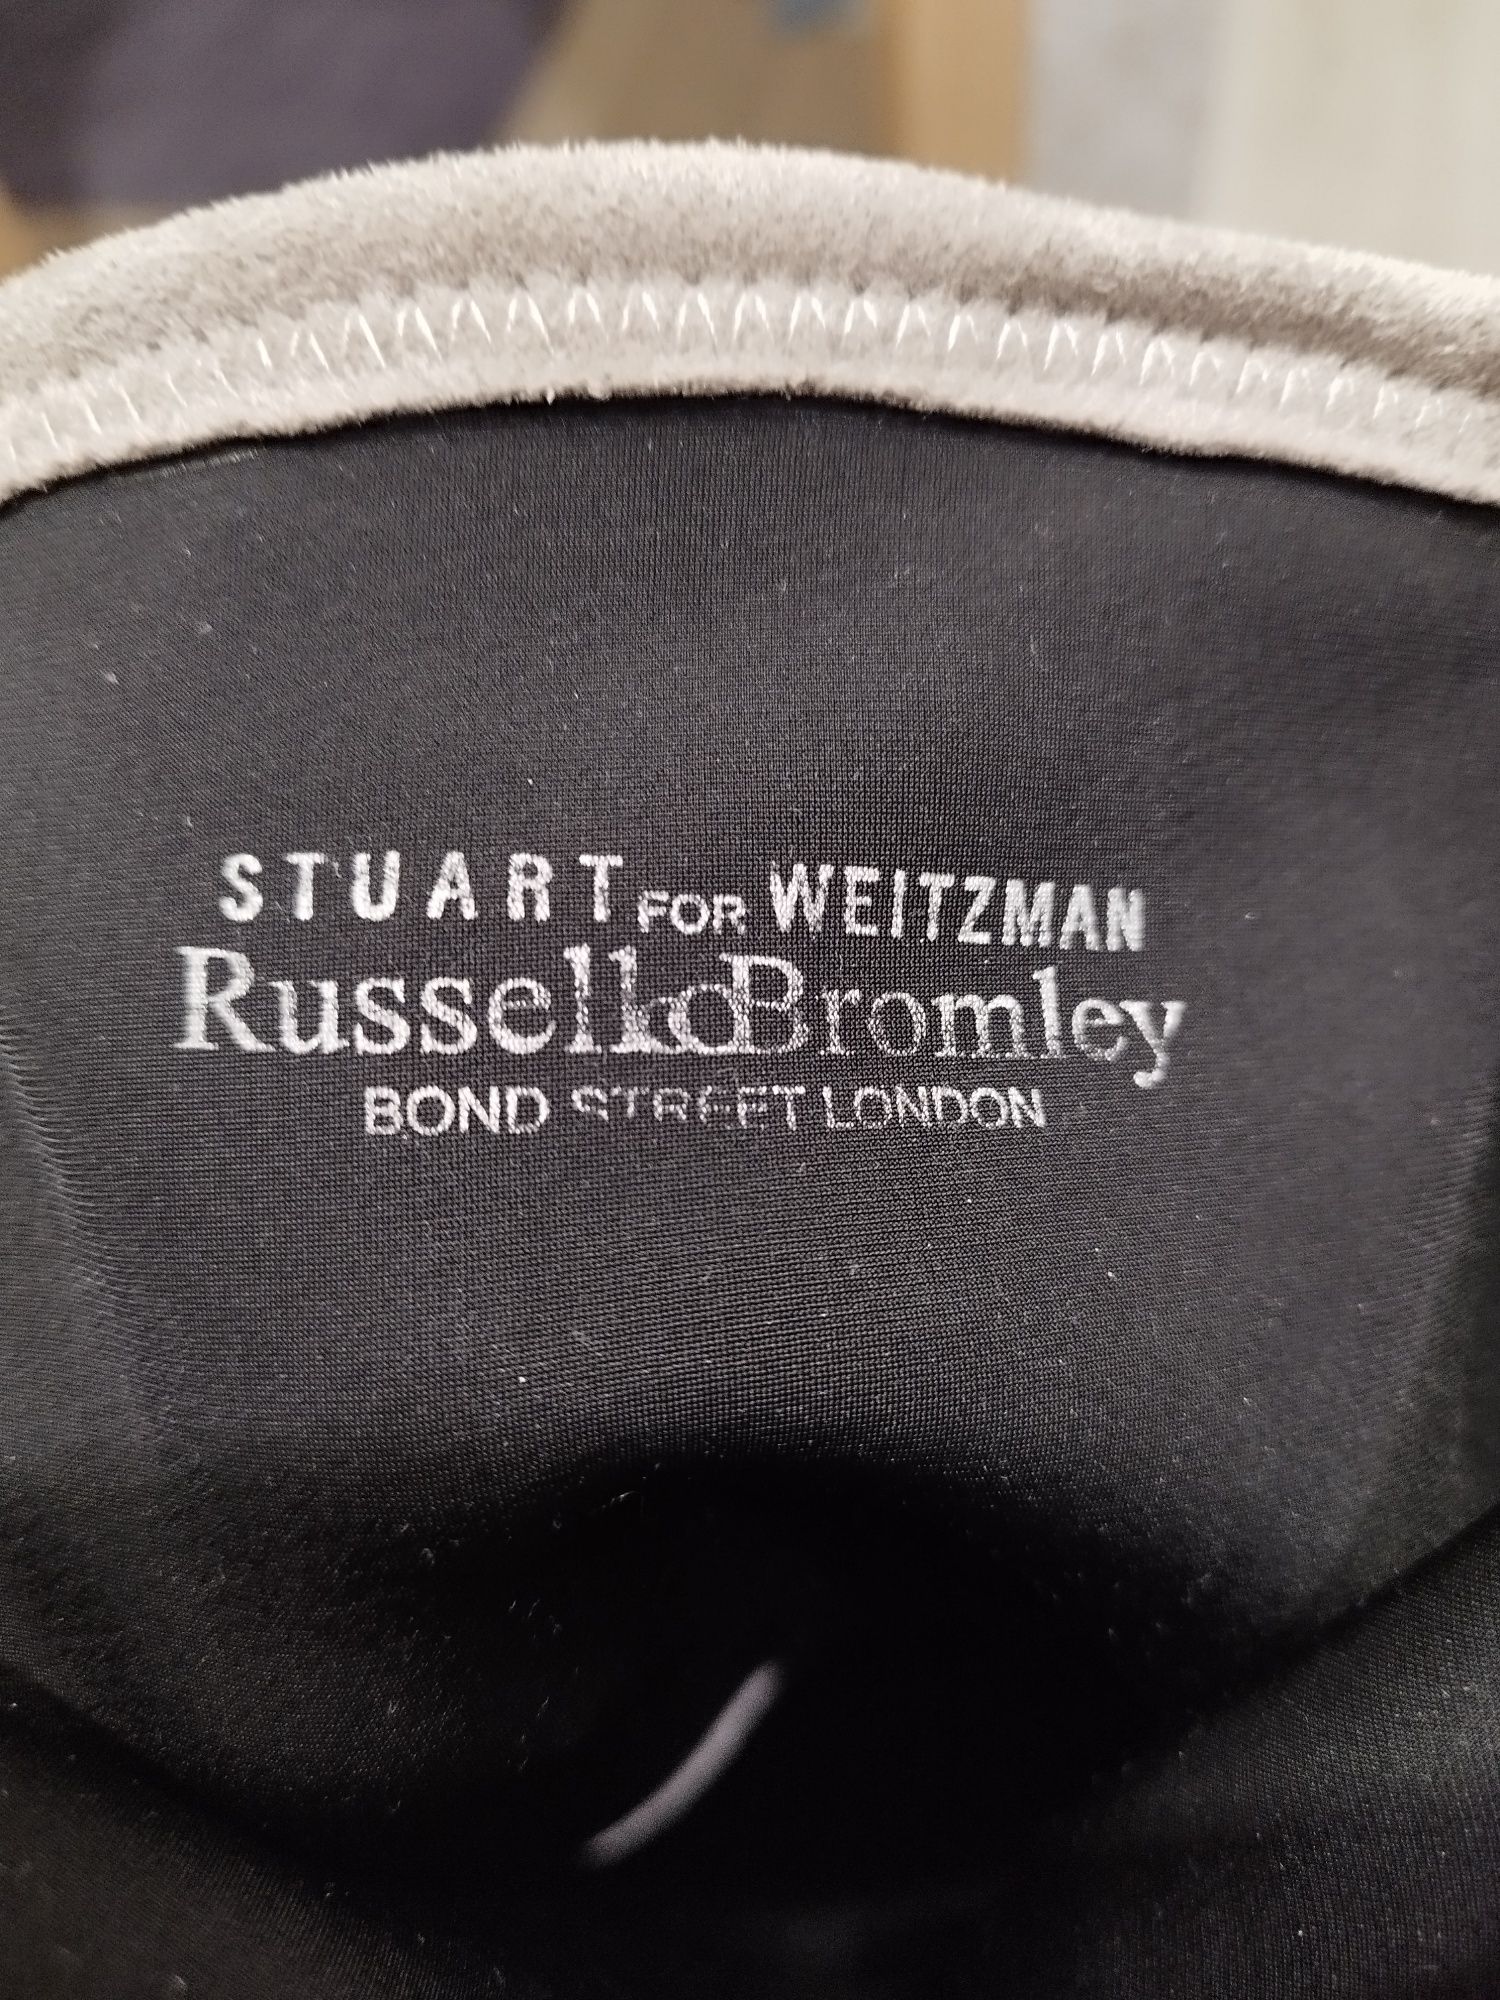 STUART FOR WEITZMAN
Russell&Bromley
BOND STREET LONDON